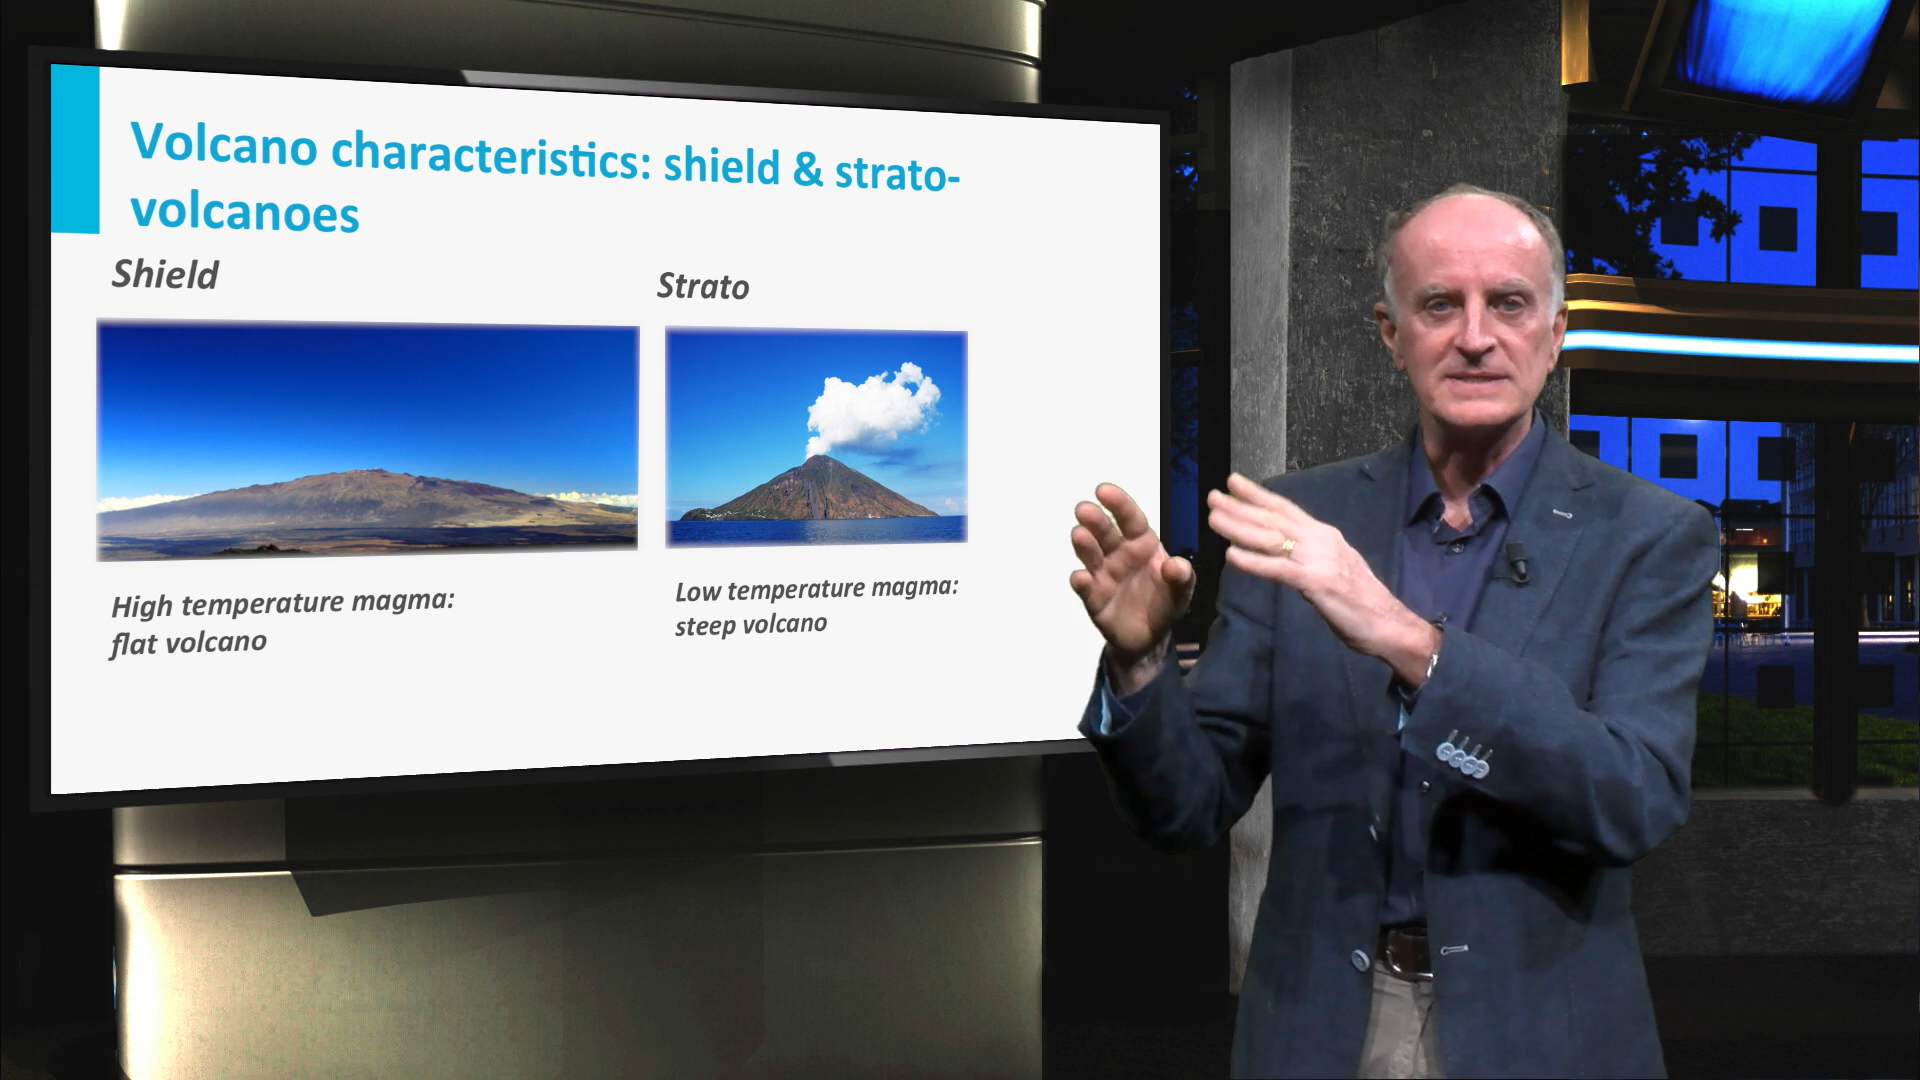 Volcano characteristics: shield & strato-
volcanoes
Shield
Strato
High temperature magma:
flat volcano
Low temperature magma:
steep volcano